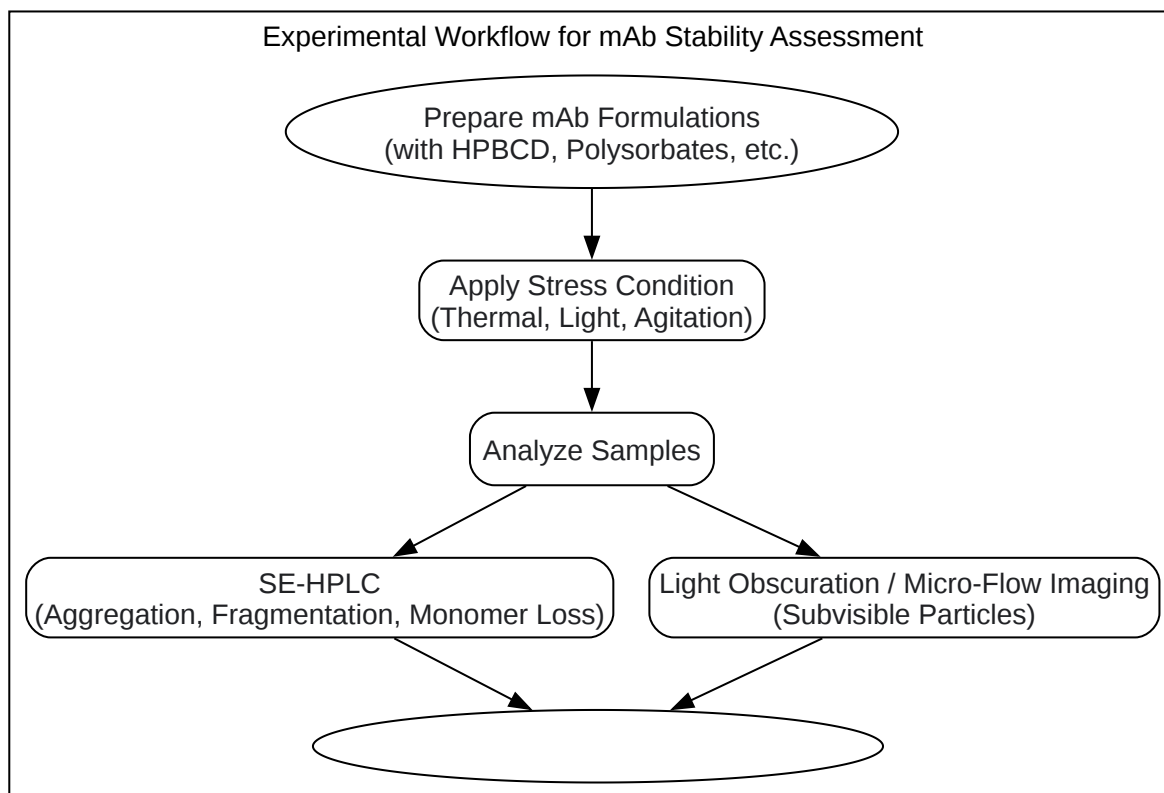 Experimental Workflow for mAb Stability Assessment
Prepare mAb Formulations
(with HPBCD, Polysorbates, etc.)
Apply Stress Condition
(Thermal, Light, Agitation)
Analyze Samples
SE-HPLC
(Aggregation, Fragmentation, Monomer Loss)
Light Obscuration / Micro-Flow Imaging
(Subvisible Particles)